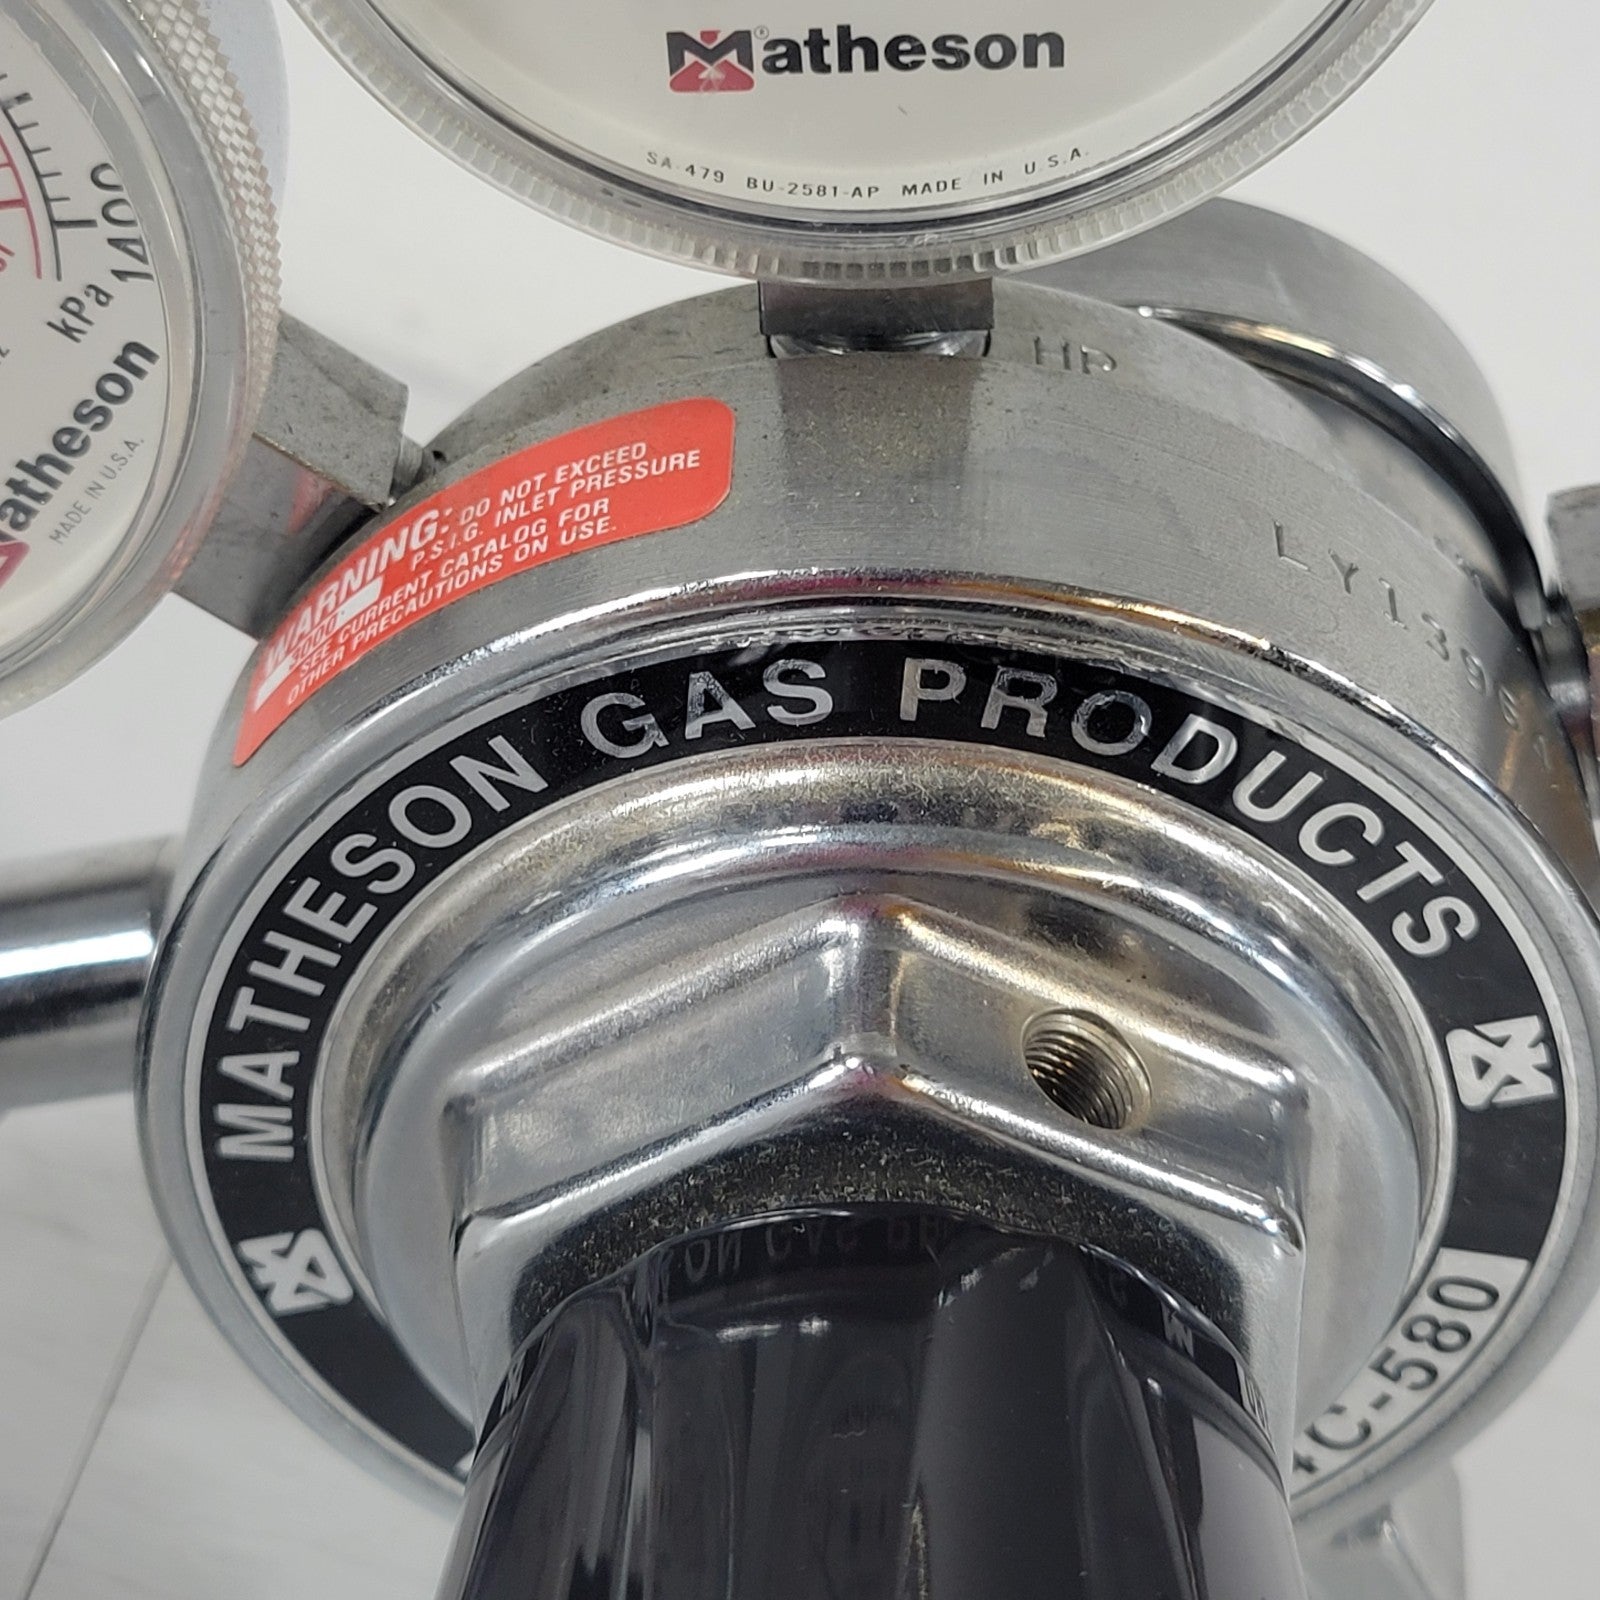 Matheson
SA-479 BU-2581-AP MADE IN U.S.A.
1400
kPa
Matheson
MADE IN U.S.A.
HP
WARNING: DO NOT EXCEED
3000 P.S.I.G. INLET PRESSURE
SEE CURRENT CATALOG FOR
OTHER PRECAUTIONS ON USE.
MATHESON GAS PRODUCTS
C-580